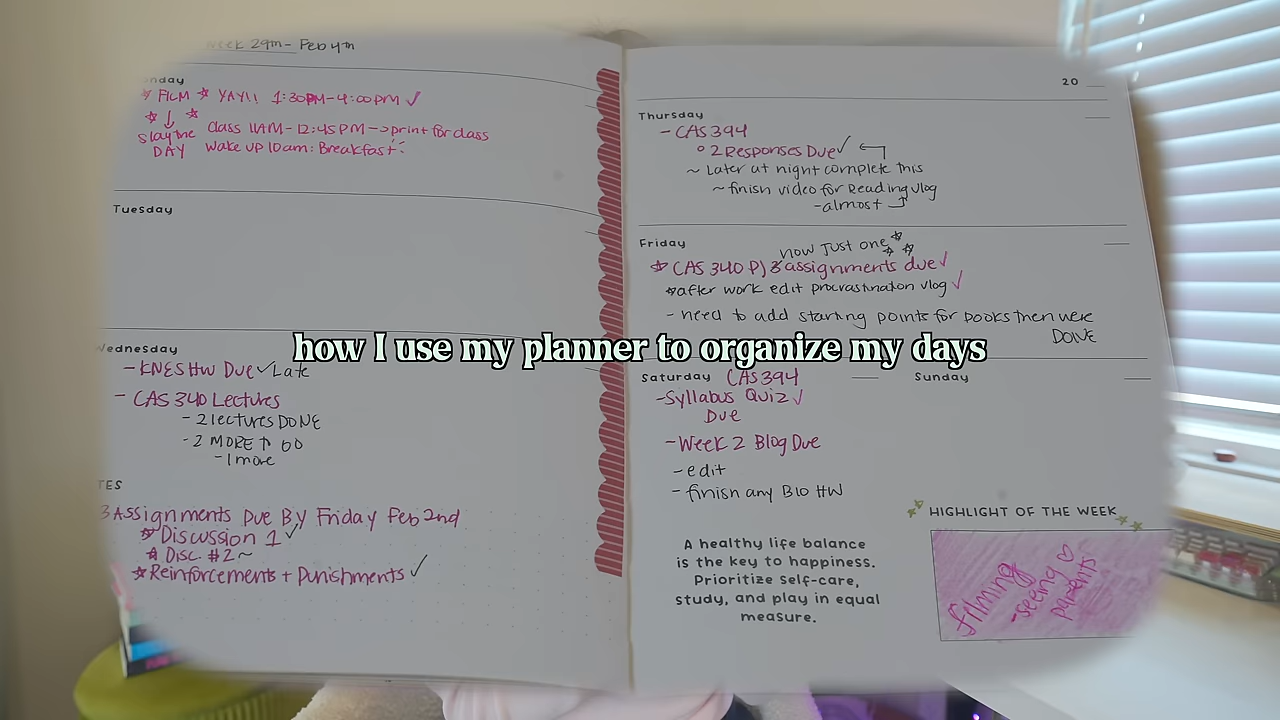 Week 29th - Feb 4th
nday
FILM YAY!! 1:30PM-4:00PM ✓
slay the DAY
Class 11AM-12:45PM -> print for class
Wake up 10am: Breakfast
Tuesday
Wednesday
- KNES HW Due ✓ Late
- CAS 340 Lectures
- 2 lectures DONE
- 2 MORE TO GO
- 1 more
TES
3 Assignments Due By Friday Feb 2nd
Discussion 1 ✓
Disc. #2 ~
Reinforcements + Punishments ✓
how I use my planner to organize my days
20
Thursday
- CAS 394
2 Responses Due ✓
~ Later at night complete this
~ finish video for Reading vlog
- almost
Friday
now just one
CAS 340 P) 3 assignments due ✓
after work edit procrastination vlog ✓
- need to add starting points for books then were
DONE
Saturday CAS 394
- Syllabus Quiz ✓
Due
- Week 2 Blog Due
- edit
- finish any BIO HW
Sunday
A healthy life balance
is the key to happiness.
Prioritize self-care,
study, and play in equal
measure.
HIGHLIGHT OF THE WEEK
filming
- seeing
parents